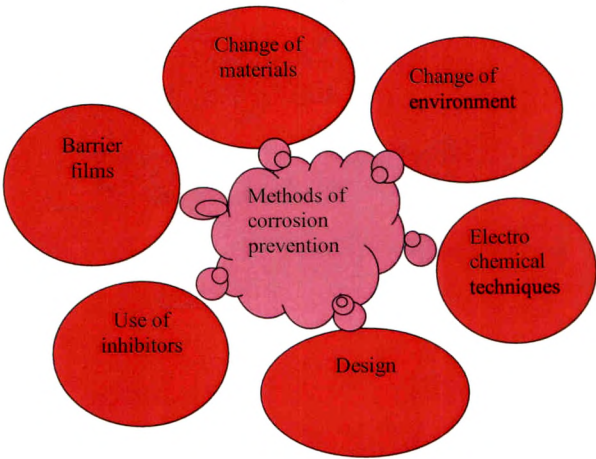 Change of
materials
Change of
environment
Barrier
films
Methods of
corrosion
prevention
Electro
chemical
techniques
Use of
inhibitors
Design